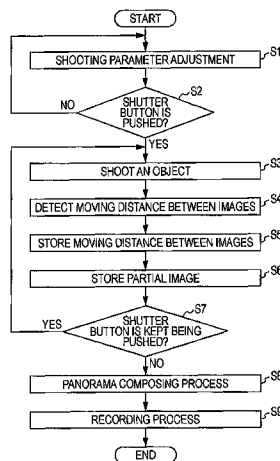 START
SHOOTING PARAMETER ADJUSTMENT
S1
S2
SHUTTER
BUTTON IS
PUSHED?
NO
YES
SHOOT AN OBJECT
S3
DETECT MOVING DISTANCE BETWEEN IMAGES
S4
STORE MOVING DISTANCE BETWEEN IMAGES
S5
STORE PARTIAL IMAGE
S6
S7
SHUTTER
BUTTON IS KEPT BEING
PUSHED?
YES
NO
PANORAMA COMPOSING PROCESS
S8
RECORDING PROCESS
S9
END